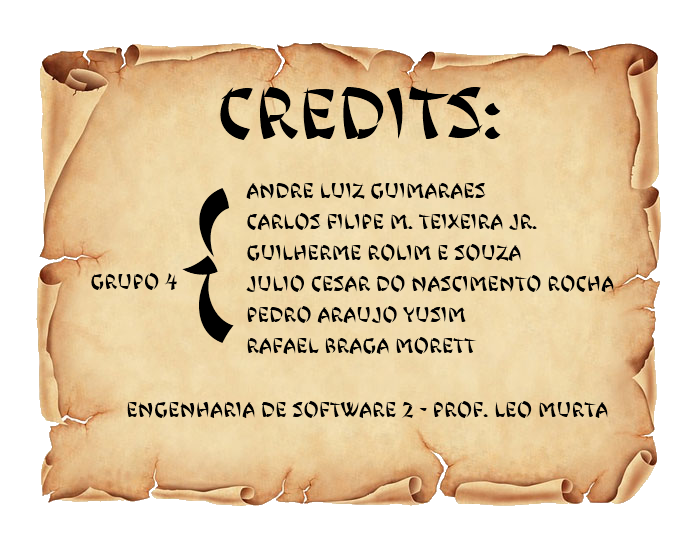 CREDITS:
ANDRE LUIZ GUIMARAES
CARLOS FILIPE M. TEIXEIRA JR.
GUILHERME ROLIM E SOUZA
GRUPO 4
JULIO CESAR DO NASCIMENTO ROCHA
PEDRO ARAUJO YUSIM
RAFAEL BRAGA MORETT
ENGENHARIA DE SOFTWARE 2 - PROF. LEO MURTA